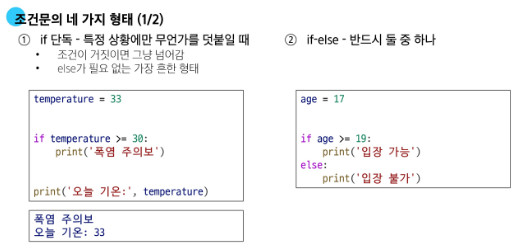 조건문의 네 가지 형태 (1/2)
① if 단독 - 특정 상황에만 무언가를 덧붙일 때
• 조건이 거짓이면 그냥 넘어감
• else가 필요 없는 가장 흔한 형태
temperature = 33
if temperature >= 30:
print('폭염 주의보')
print('오늘 기온:', temperature)
폭염 주의보
오늘 기온: 33
② if-else - 반드시 둘 중 하나
age = 17
if age >= 19:
print('입장 가능')
else:
print('입장 불가')